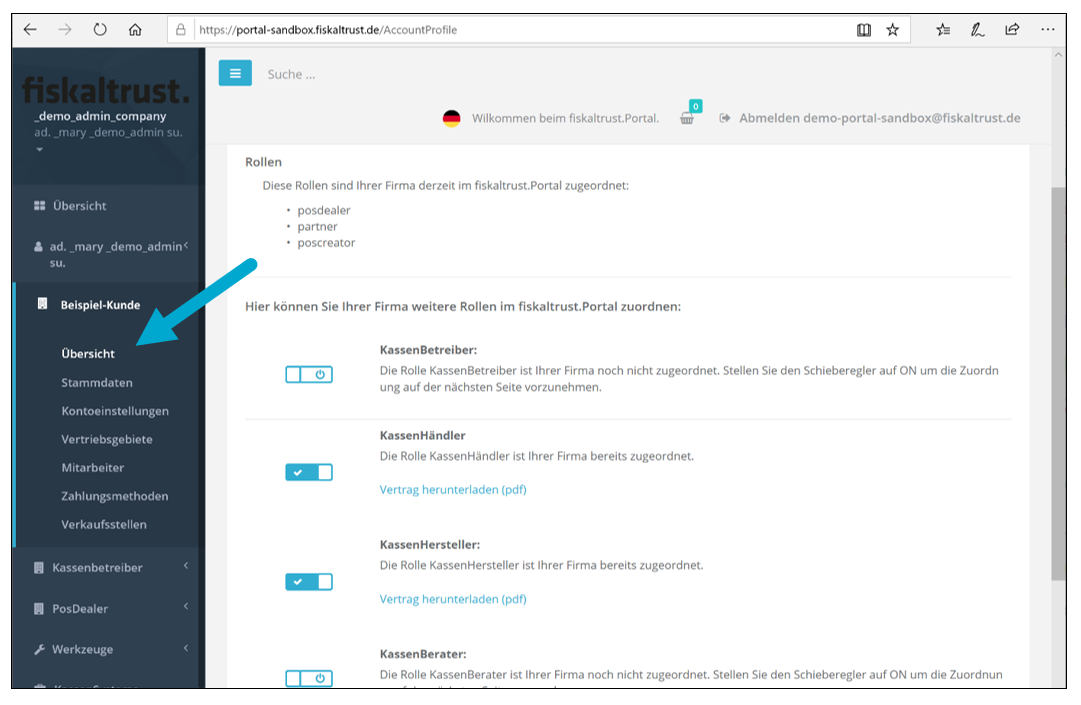 https://portal-sandbox.fiskaltrust.de/AccountProfile
fiskaltrust.
_demo_admin_company
ad. _mary _demo_admin su.
Übersicht
ad. _mary _demo_admin
su.
Beispiel-Kunde
Übersicht
Stammdaten
Kontoeinstellungen
Vertriebsgebiete
Mitarbeiter
Zahlungsmethoden
Verkaufsstellen
Kassenbetreiber
PosDealer
Werkzeuge
Suche ...
Wilkommen beim fiskaltrust.Portal.
0
Abmelden demo-portal-sandbox@fiskaltrust.de
Rollen
Diese Rollen sind Ihrer Firma derzeit im fiskaltrust.Portal zugeordnet:
• posdealer
• partner
• poscreator
Hier können Sie Ihrer Firma weitere Rollen im fiskaltrust.Portal zuordnen:
KassenBetreiber:
Die Rolle KassenBetreiber ist Ihrer Firma noch nicht zugeordnet. Stellen Sie den Schieberegler auf ON um die Zuordn
ung auf der nächsten Seite vorzunehmen.
KassenHändler
Die Rolle KassenHändler ist Ihrer Firma bereits zugeordnet.
Vertrag herunterladen (pdf)
KassenHersteller:
Die Rolle KassenHersteller ist Ihrer Firma bereits zugeordnet.
Vertrag herunterladen (pdf)
KassenBerater:
Die Rolle KassenBerater ist Ihrer Firma noch nicht zugeordnet. Stellen Sie den Schieberegler auf ON um die Zuordnun